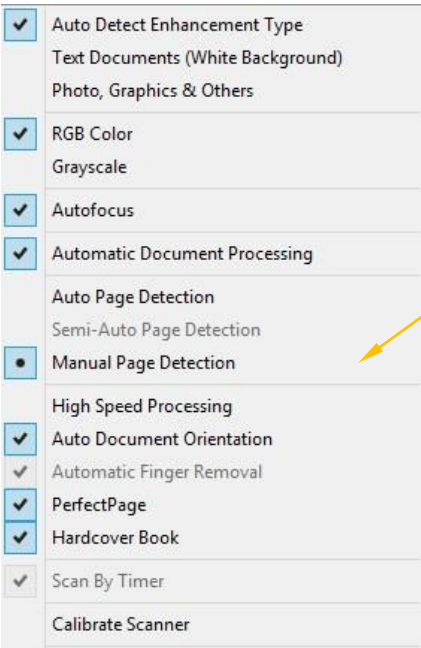 Auto Detect Enhancement Type
Text Documents (White Background)
Photo, Graphics & Others
RGB Color
Grayscale
Autofocus
Automatic Document Processing
Auto Page Detection
Semi-Auto Page Detection
Manual Page Detection
High Speed Processing
Auto Document Orientation
Automatic Finger Removal
PerfectPage
Hardcover Book
Scan By Timer
Calibrate Scanner